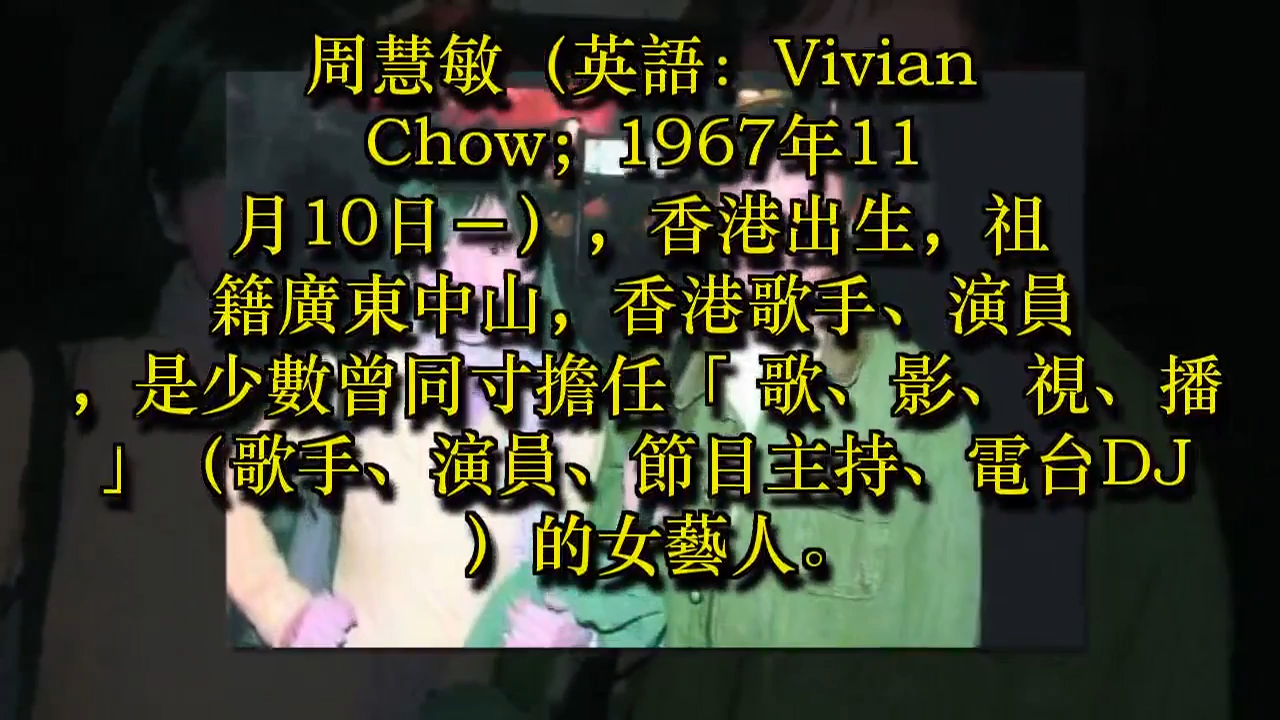 周慧敏（英語：Vivian
Chow；1967年11
月10日－），香港出生，祖
籍廣東中山，香港歌手、演員
，是少數曾同寸擔任「 歌、影、視、播
」（歌手、演員、節目主持、電台DJ
）的女藝人。